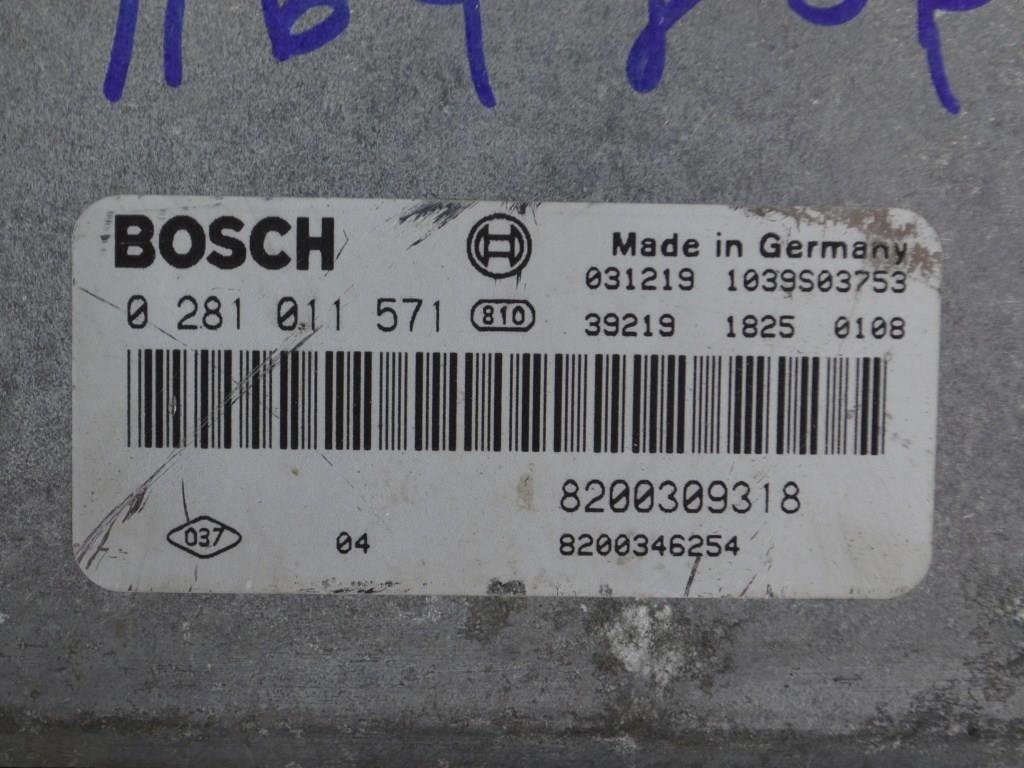 BOSCH
Made in Germany
031219 1039S03753
0 281 011 571 810
39219 1825 0108
8200309318
037 04 8200346254